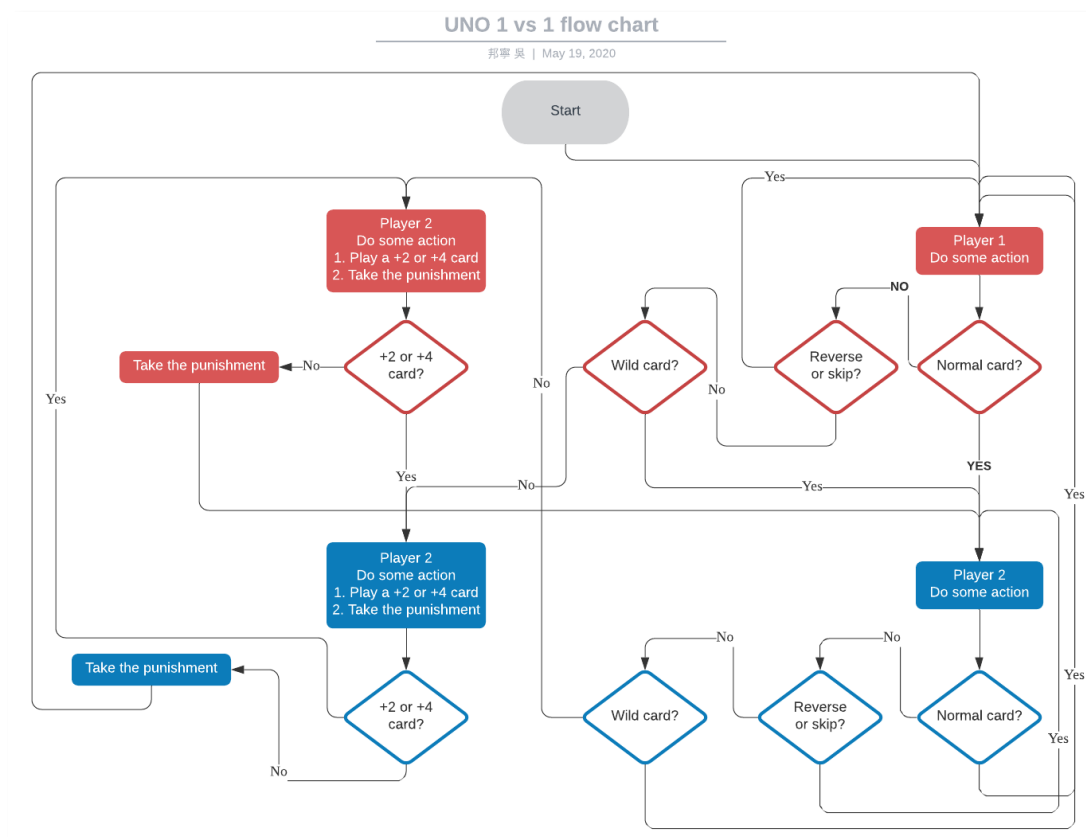 UNO 1 vs 1 flow chart
邦寧 吳 | May 19, 2020
Start
Yes
Player 2
Do some action
1. Play a +2 or +4 card
2. Take the punishment
Player 1
Do some action
NO
Take the punishment
No
+2 or +4
card?
Wild card?
Reverse
or skip?
Normal card?
No
No
Yes
YES
Yes
No
Yes
Yes
Player 2
Do some action
1. Play a +2 or +4 card
2. Take the punishment
Player 2
Do some action
No
No
Take the punishment
Yes
+2 or +4
card?
Wild card?
Reverse
or skip?
Normal card?
Yes
No